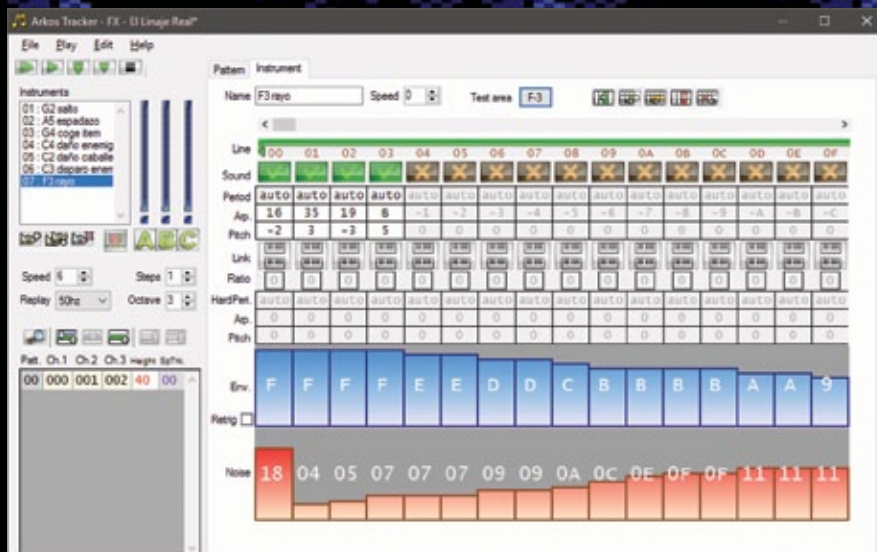 Arkos Tracker - FX - El Linaje Real*
File Play Edit Help
Pattern Instrument
Instruments
01 : G2 salto
02 : A5 espadazo
03 : G4 coge item
04 : C4 daño enemig
05 : C2 daño caballe
06 : C3 disparo enem
07 : F3 rayo
A B C
Speed 6 Steps 1
Replay 50hz Octave 3
Patt. Ch.1 Ch.2 Ch.3 Height SpTrk.
00 000 001 002 40 00
Name F3 rayo Speed 0 Test area F-3
Line 00 01 02 03 04 05 06 07 08 09 0A 0B 0C 0D 0E 0F
Sound
Period auto auto auto auto auto auto auto auto auto auto auto auto auto auto auto auto
Arp. 16 35 19 8 -1 -2 -3 -4 -5 -6 -7 -8 -9 -A -B -C
Pitch -2 3 -3 5 0 0 0 0 0 0 0 0 0 0 0 0
Link
Ratio 0 0 0 0 0 0 0 0 0 0 0 0 0 0 0 0
HardPeri. auto auto auto auto auto auto auto auto auto auto auto auto auto auto auto auto
Arp. 0 0 0 0 0 0 0 0 0 0 0 0 0 0 0 0
Pitch 0 0 0 0 0 0 0 0 0 0 0 0 0 0 0 0
Env. F F F F E E D D C B B B B A A 9
Retrig
Noise 18 04 05 07 07 07 09 09 0A 0C 0E 0F 0F 11 11 11